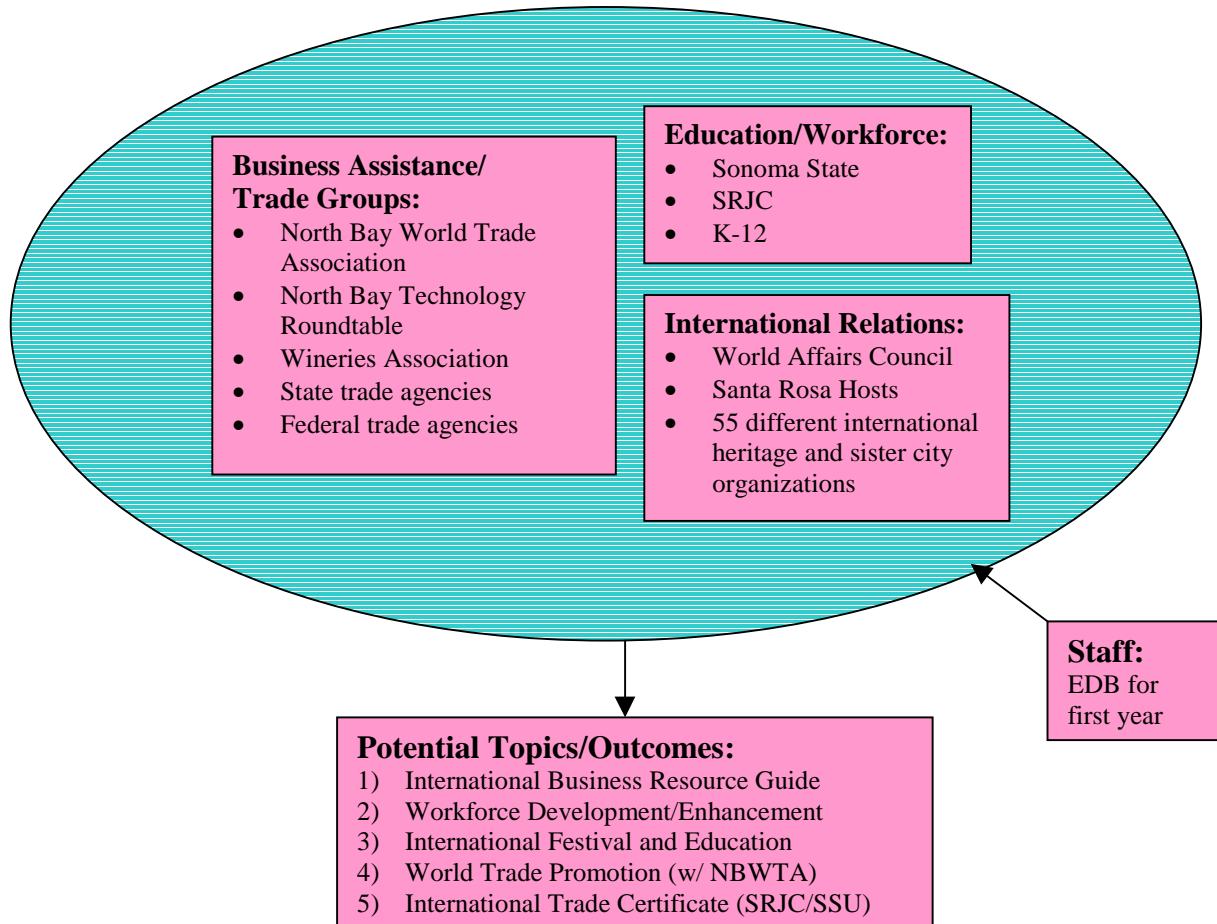 Business Assistance/
Trade Groups:
• North Bay World Trade
Association
• North Bay Technology
Roundtable
• Wineries Association
• State trade agencies
• Federal trade agencies
Education/Workforce:
• Sonoma State
• SRJC
• K-12
International Relations:
• World Affairs Council
• Santa Rosa Hosts
• 55 different international
heritage and sister city
organizations
Staff:
EDB for
first year
Potential Topics/Outcomes:
1) International Business Resource Guide
2) Workforce Development/Enhancement
3) International Festival and Education
4) World Trade Promotion (w/ NBWTA)
5) International Trade Certificate (SRJC/SSU)